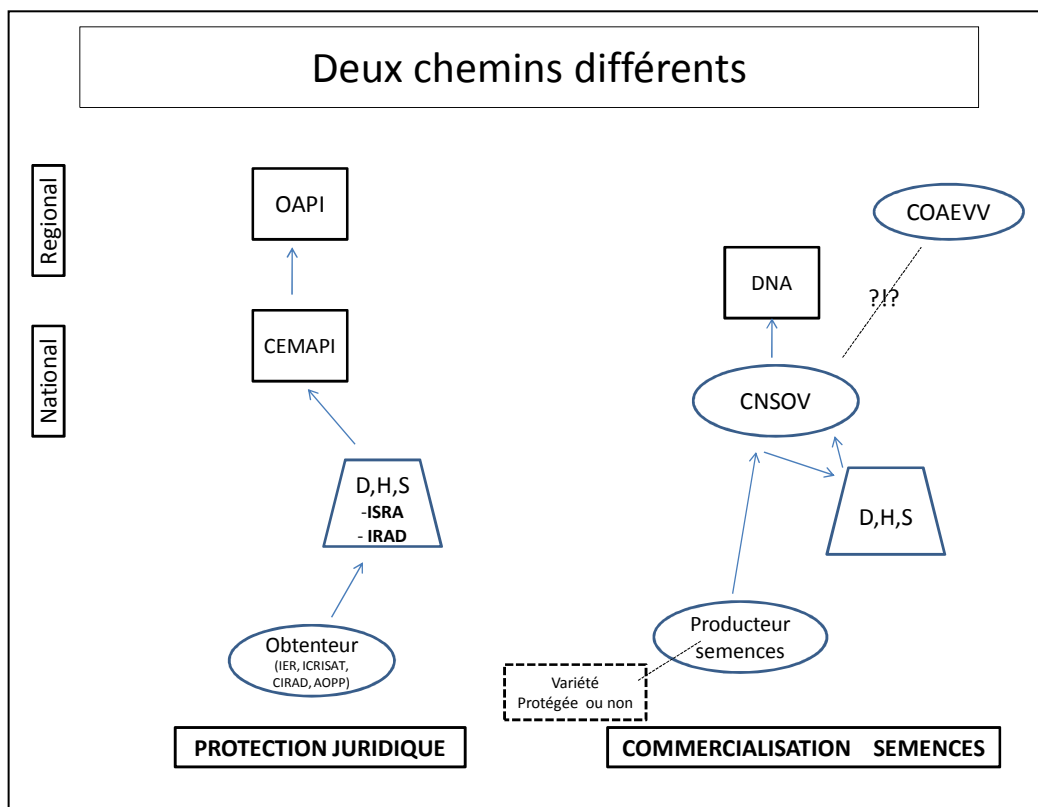 Deux chemins différents
Regional
OAPI
COAEVV
DNA
?!?
National
CEMAPI
CNSOV
D,H,S
-ISRA
- IRAD
D,H,S
Obtenteur
(IER, ICRISAT,
CIRAD, AOPP)
Producteur
semences
Variété
Protégée ou non
PROTECTION JURIDIQUE
COMMERCIALISATION SEMENCES